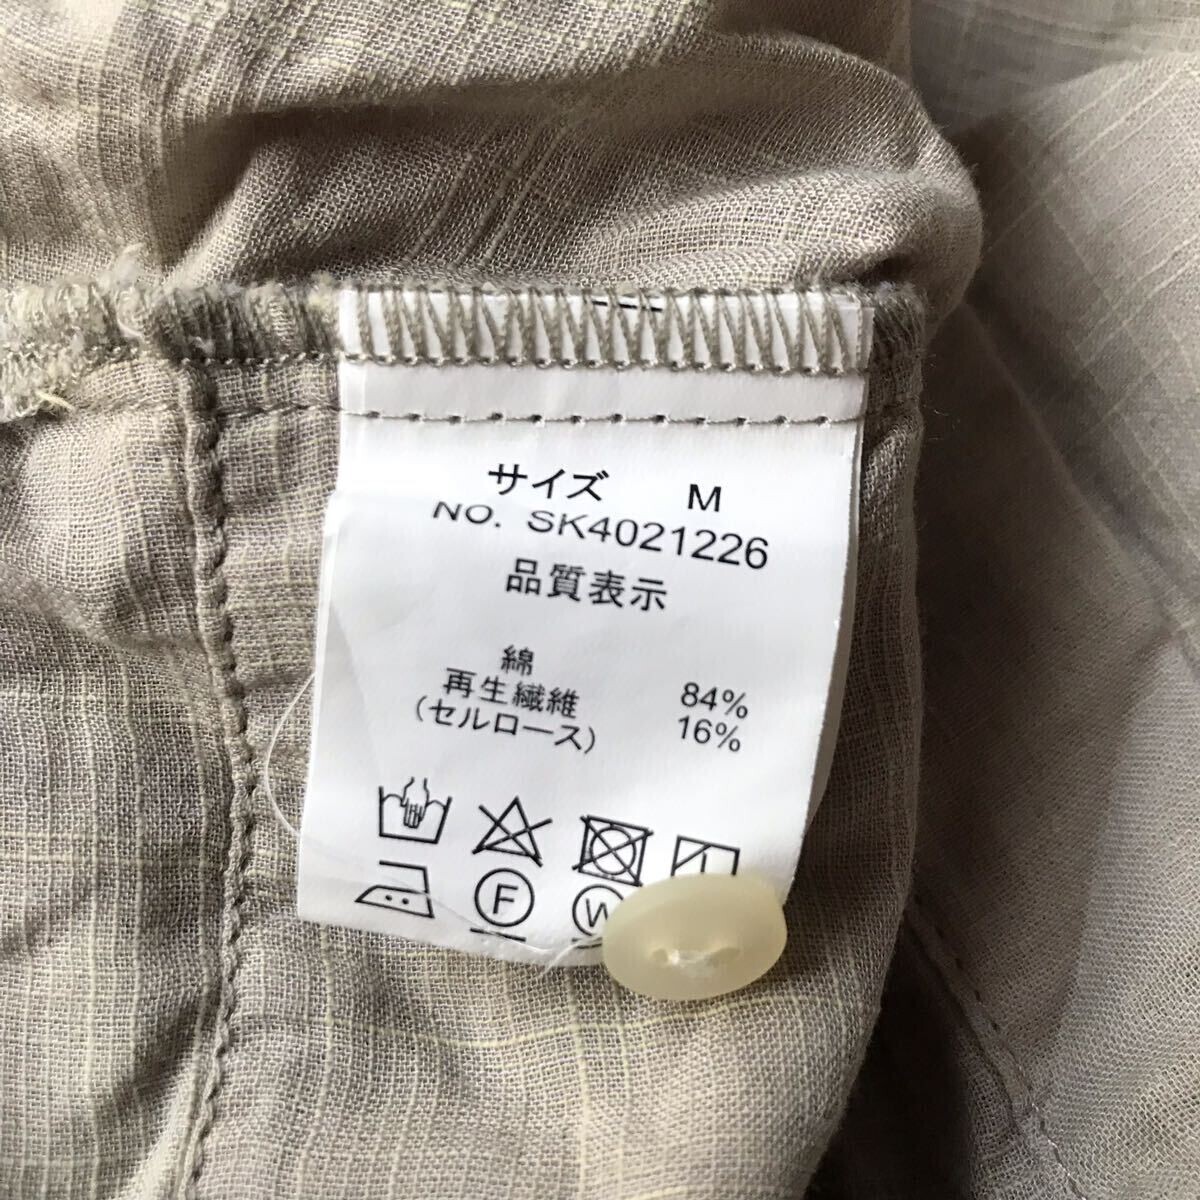 サイズ M
NO. SK4021226
品質表示
綿 84%
再生繊維 16%
(セルロース)
F W